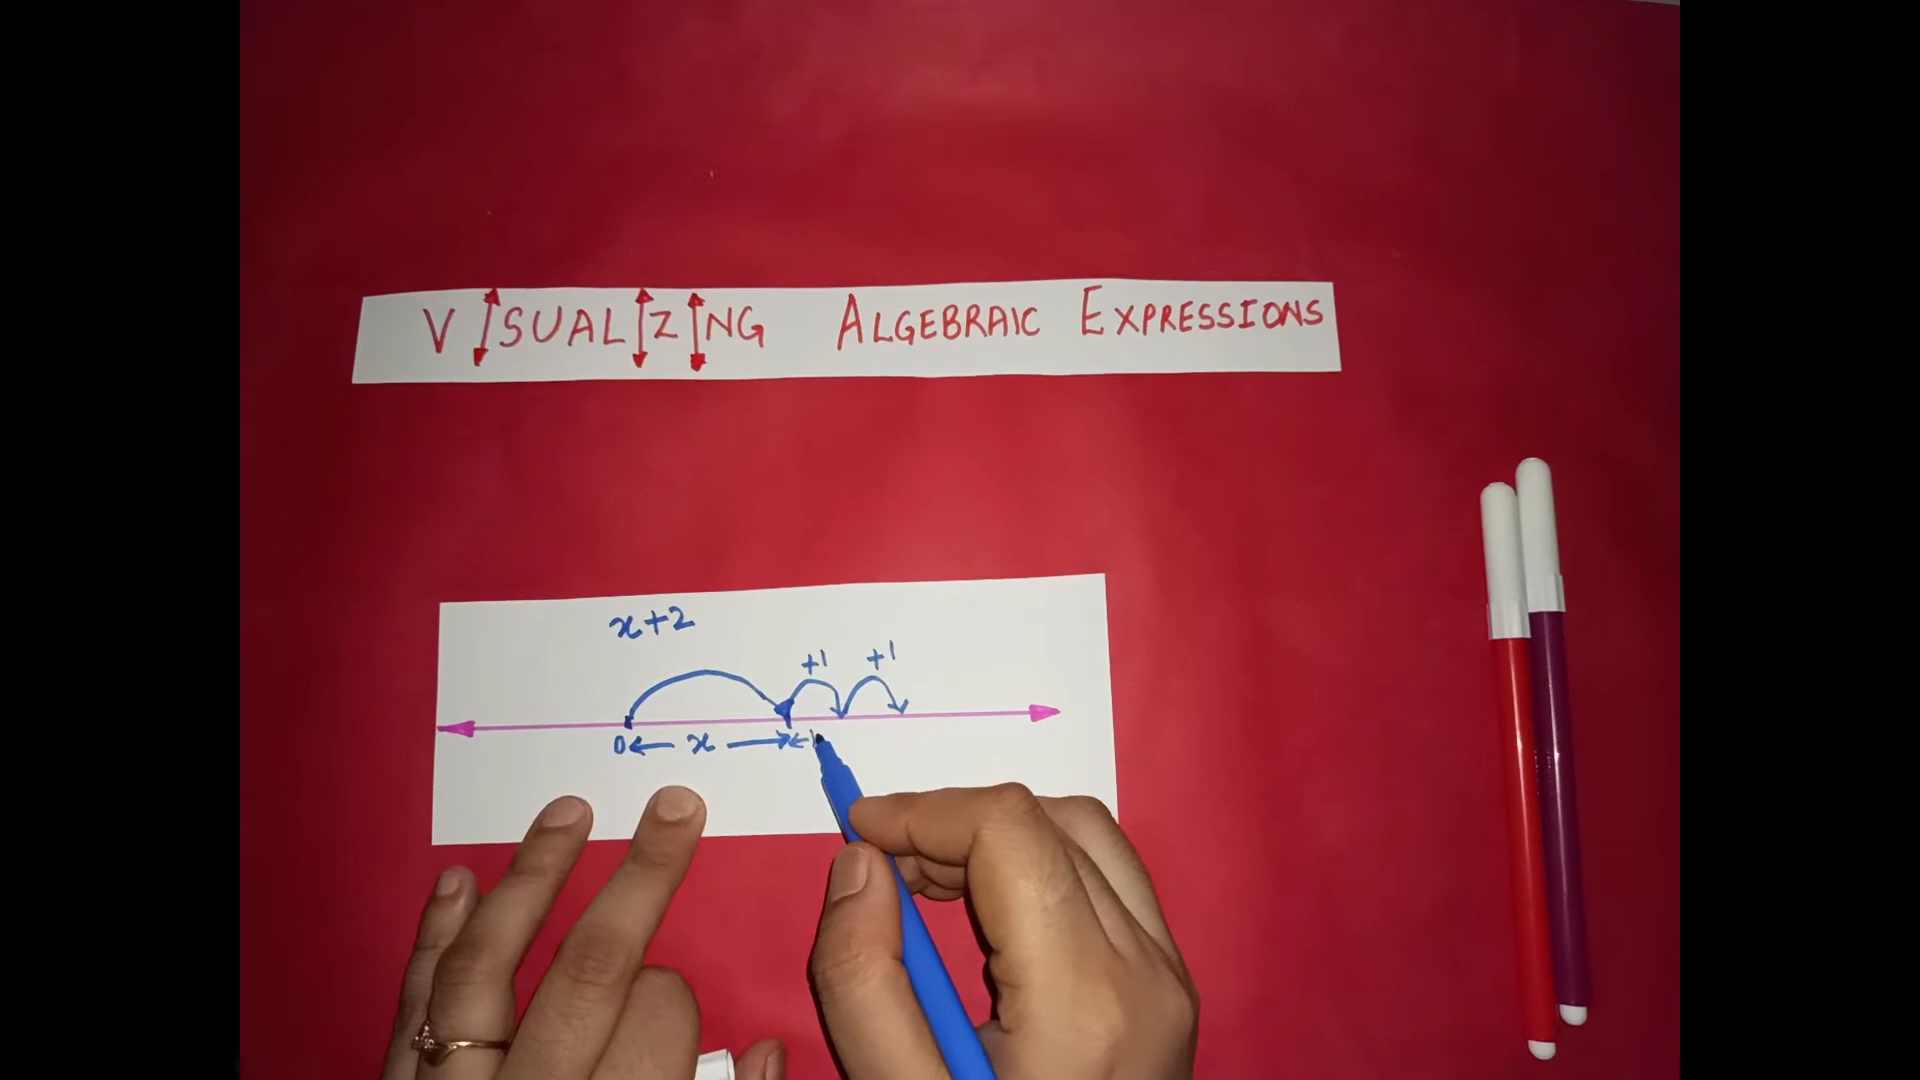 VISUALIZING ALGEBRAIC EXPRESSIONS
x+2
+1 +1
0 x